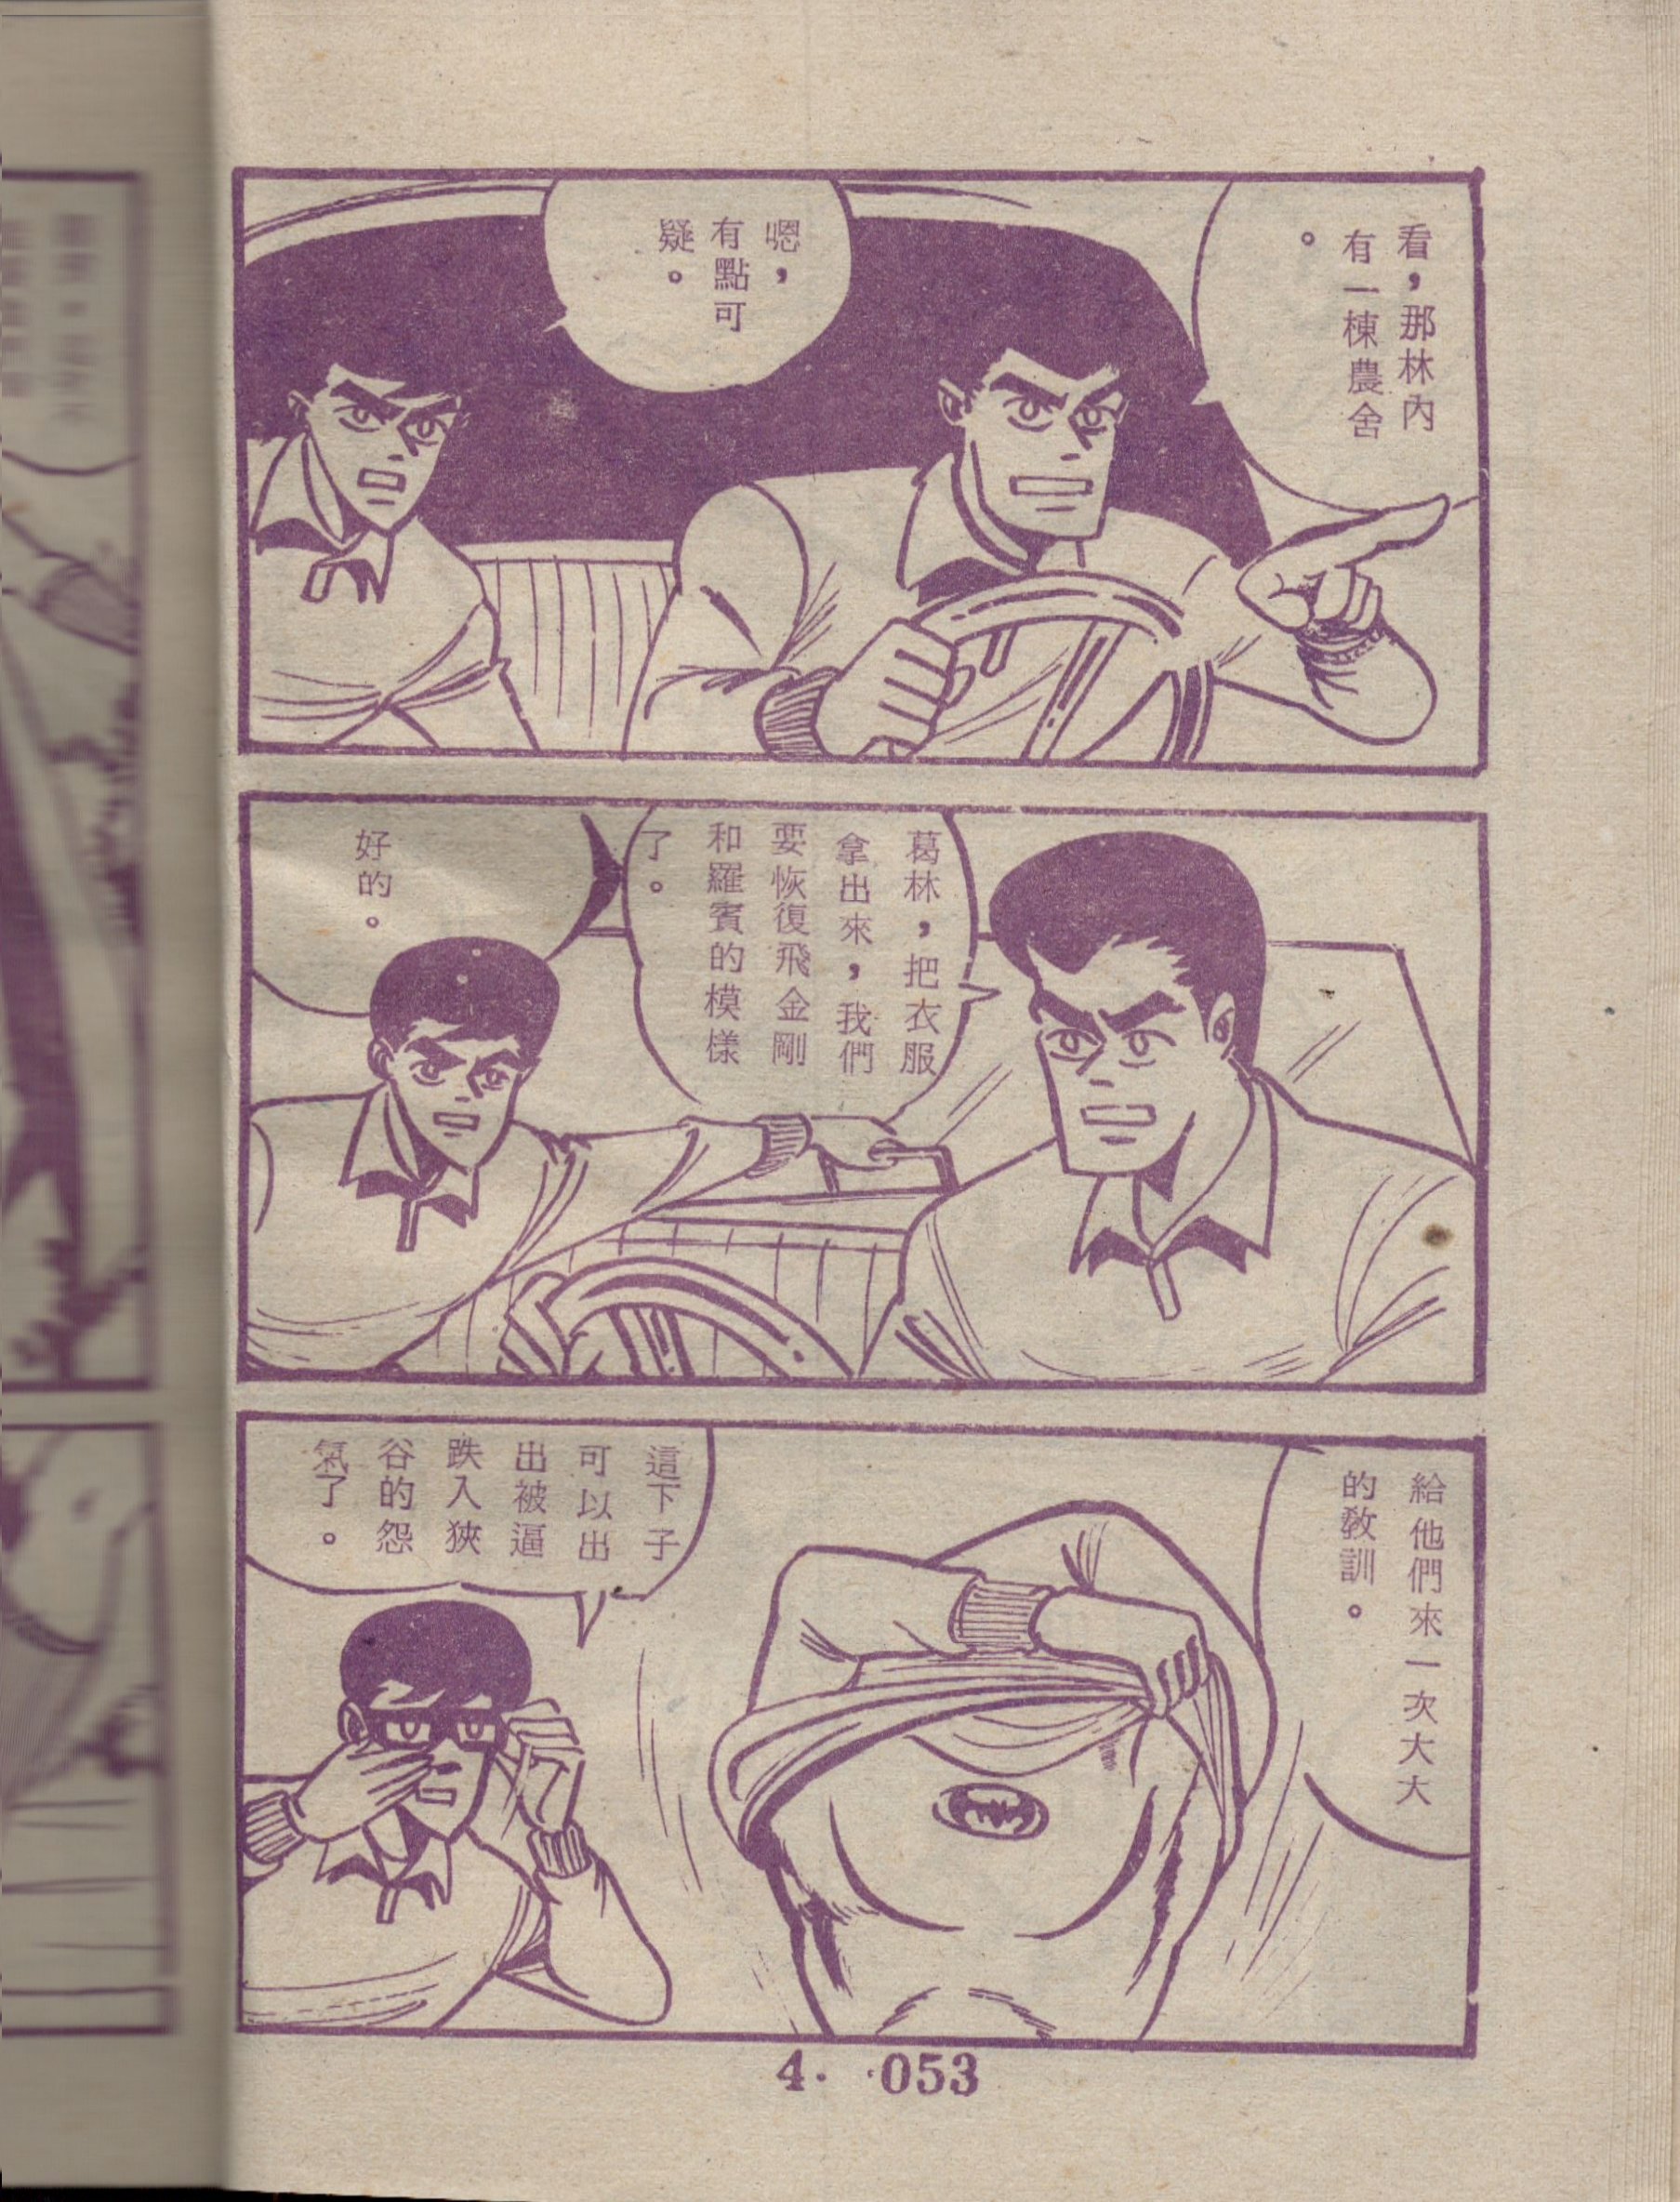 看，那林內
有一棟農舍
。
嗯，
有點可
疑。
葛林，把衣服
拿出來，我們
要恢復飛金剛
和羅賓的模樣
了。
好的。
給他們來一次大大
的教訓。
這下子
可以出
出被逼
跌入狹
谷的怨
氣了。
4. .053